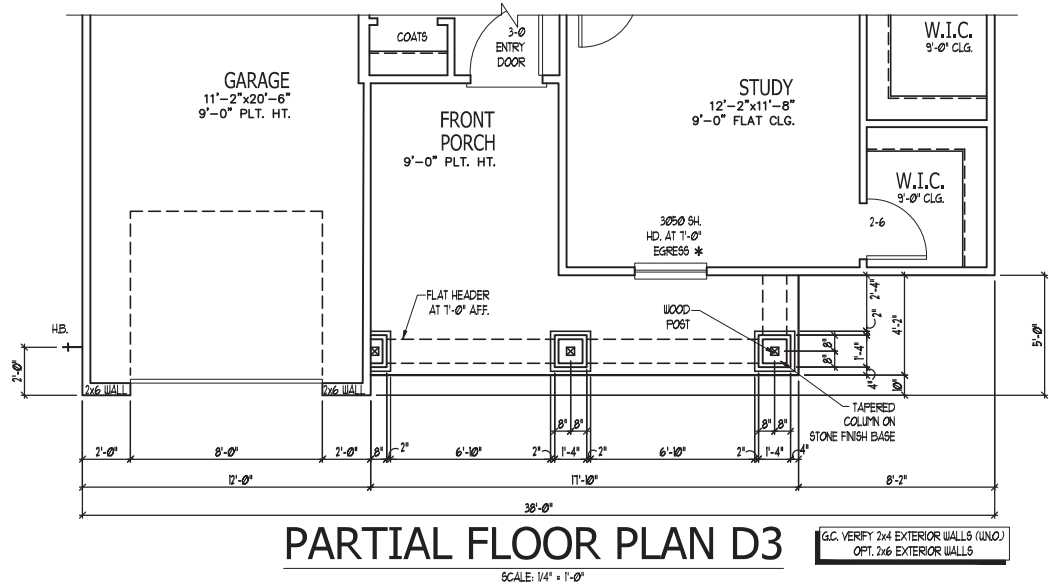 COATS
3-0
ENTRY
DOOR
W.I.C.
9'-0" CLG.
GARAGE
11'-2"x20'-6"
9'-0" PLT. HT.
STUDY
12'-2"x11'-8"
9'-0" FLAT CLG.
FRONT
PORCH
9'-0" PLT. HT.
W.I.C.
9'-0" CLG.
2-6
3050 SH.
HD. AT 7'-0"
EGRESS *
FLAT HEADER
AT 7'-0" A.F.F.
WOOD
POST
2'-4"
2"
4'-2"
5'-0"
H.B.
2'-0"
8"
8"
1'-4"
4"
10"
2x6 WALL
2x6 WALL
TAPERED
COLUMN ON
STONE FINISH BASE
8" 8"
8" 8"
2'-0"
8'-0"
2'-0"
8"
2"
6'-10"
2"
1'-4"
2"
6'-10"
2"
1'-4"
4"
12'-0"
17'-10"
8'-2"
38'-0"
PARTIAL FLOOR PLAN D3
SCALE: 1/4" = 1'-0"
G.C. VERIFY 2x4 EXTERIOR WALLS (U.N.O.)
OPT. 2x6 EXTERIOR WALLS